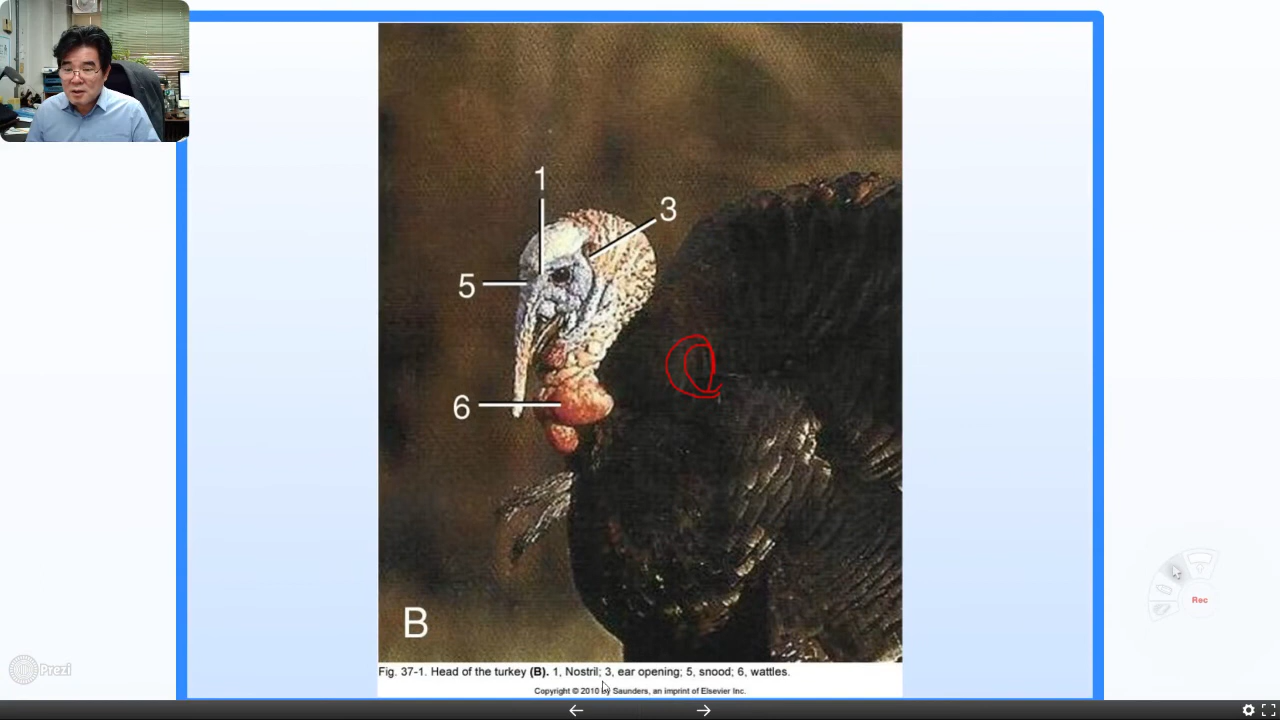 1
3
5
6
B
Fig. 37-1. Head of the turkey (B). 1, Nostril; 3, ear opening; 5, snood; 6, wattles.
Copyright © 2010 by Saunders, an imprint of Elsevier Inc.
Rec
Prezi